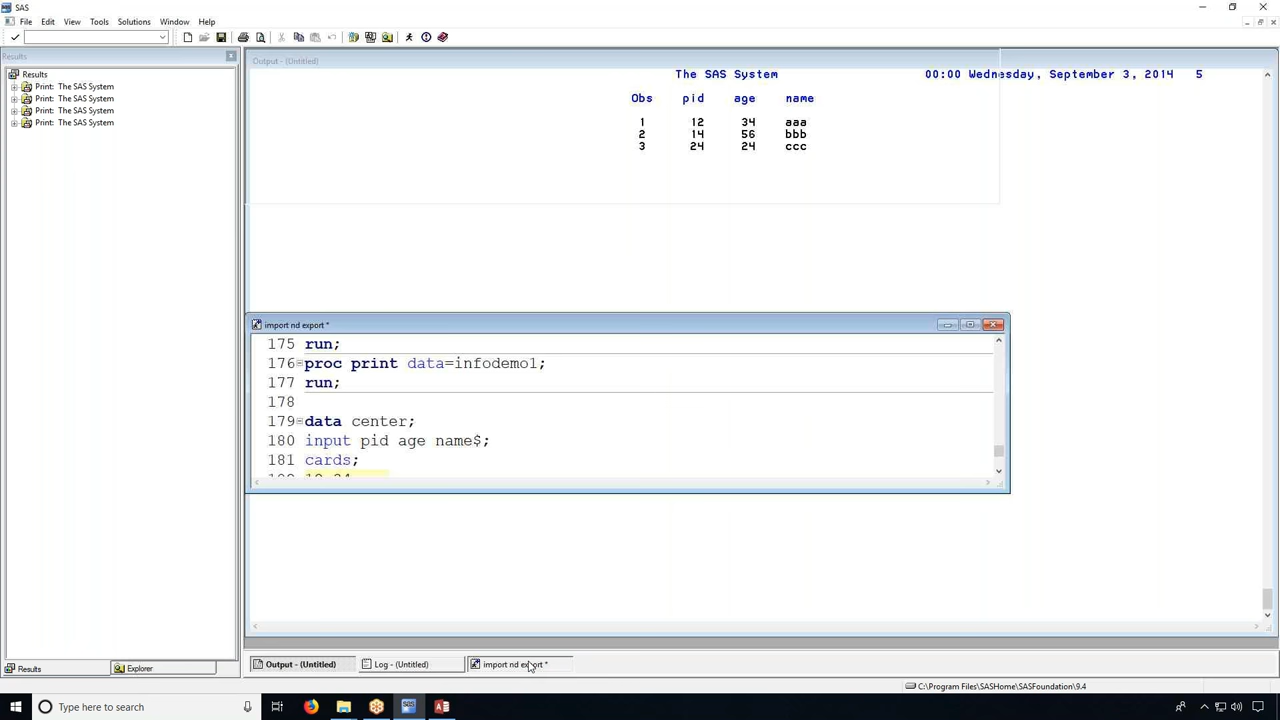 SAS
File Edit View Tools Solutions Window Help
Results
Results
Print: The SAS System
Print: The SAS System
Print: The SAS System
Print: The SAS System
Output - (Untitled)
The SAS System 00:00 Wednesday, September 3, 2014 5
Obs pid age name
1 12 34 aaa
2 14 56 bbb
3 24 24 ccc
import nd export *
175 run;
176 proc print data=infodemo1;
177 run;
178
179 data center;
180 input pid age name$;
181 cards;
Results Explorer
Output - (Untitled) Log - (Untitled) import nd export *
C:\Program Files\SASHome\SASFoundation\9.4
Type here to search